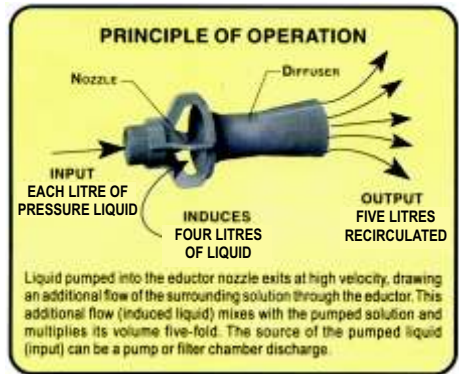 PRINCIPLE OF OPERATION
NOZZLE
DIFFUSER
INPUT
EACH LITRE OF
PRESSURE LIQUID
INDUCES
FOUR LITRES
OF LIQUID
OUTPUT
FIVE LITRES
RECIRCULATED
Liquid pumped into the eductor nozzle exits at high velocity, drawing
an additional flow of the surrounding solution through the eductor. This
additional flow (induced liquid) mixes with the pumped solution and
multiplies its volume five-fold. The source of the pumped liquid
(input) can be a pump or filter chamber discharge.